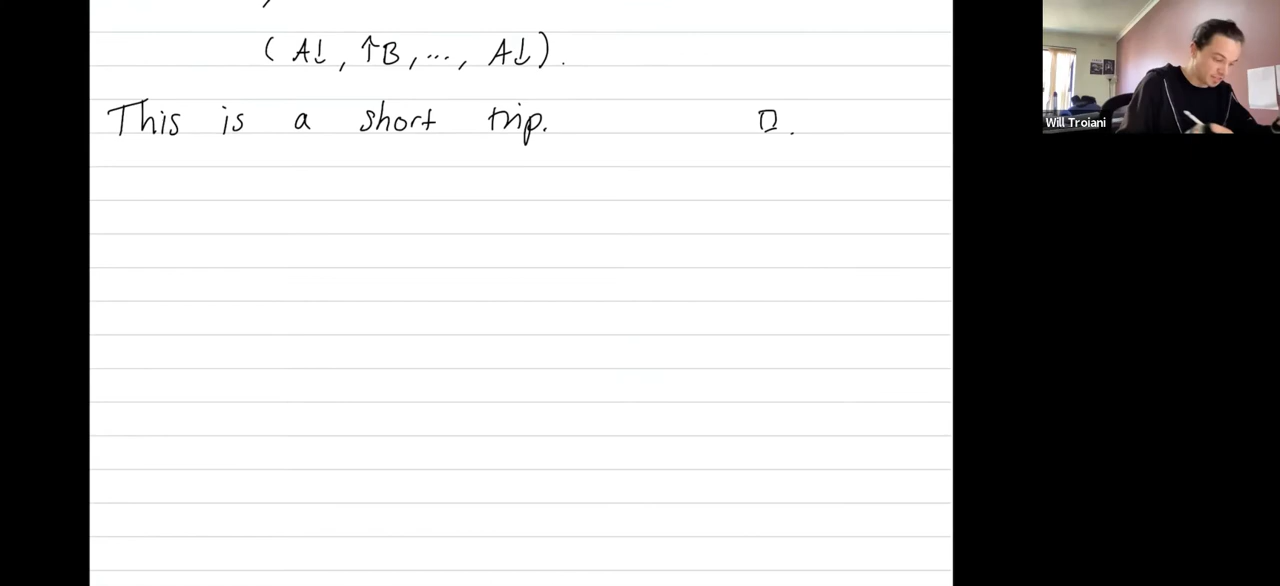 ( A↓, ↑B, ..., A↓).
This is a short trip. □.
Will Troiani